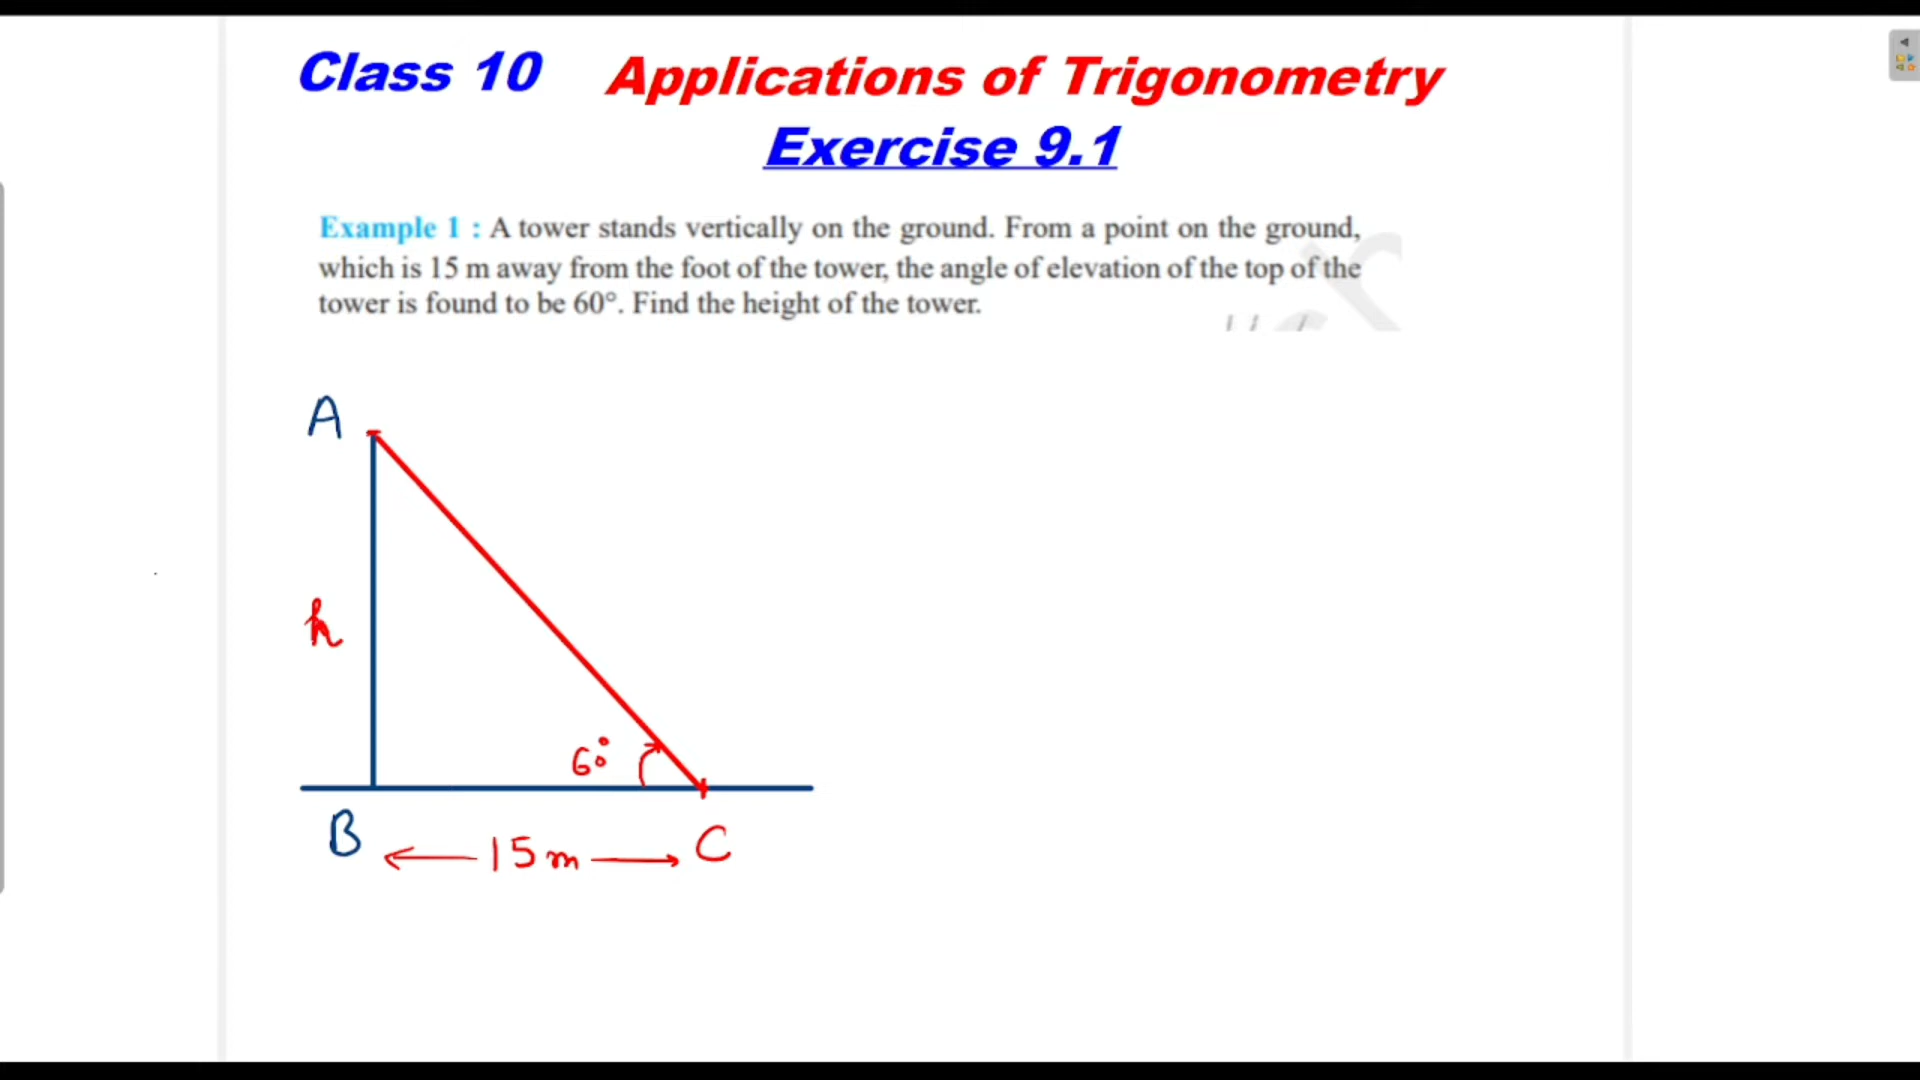 Class 10 Applications of Trigonometry
Exercise 9.1
Example 1 : A tower stands vertically on the ground. From a point on the ground,
which is 15 m away from the foot of the tower, the angle of elevation of the top of the
tower is found to be 60°. Find the height of the tower.
A
h
60°
B
15 m
C